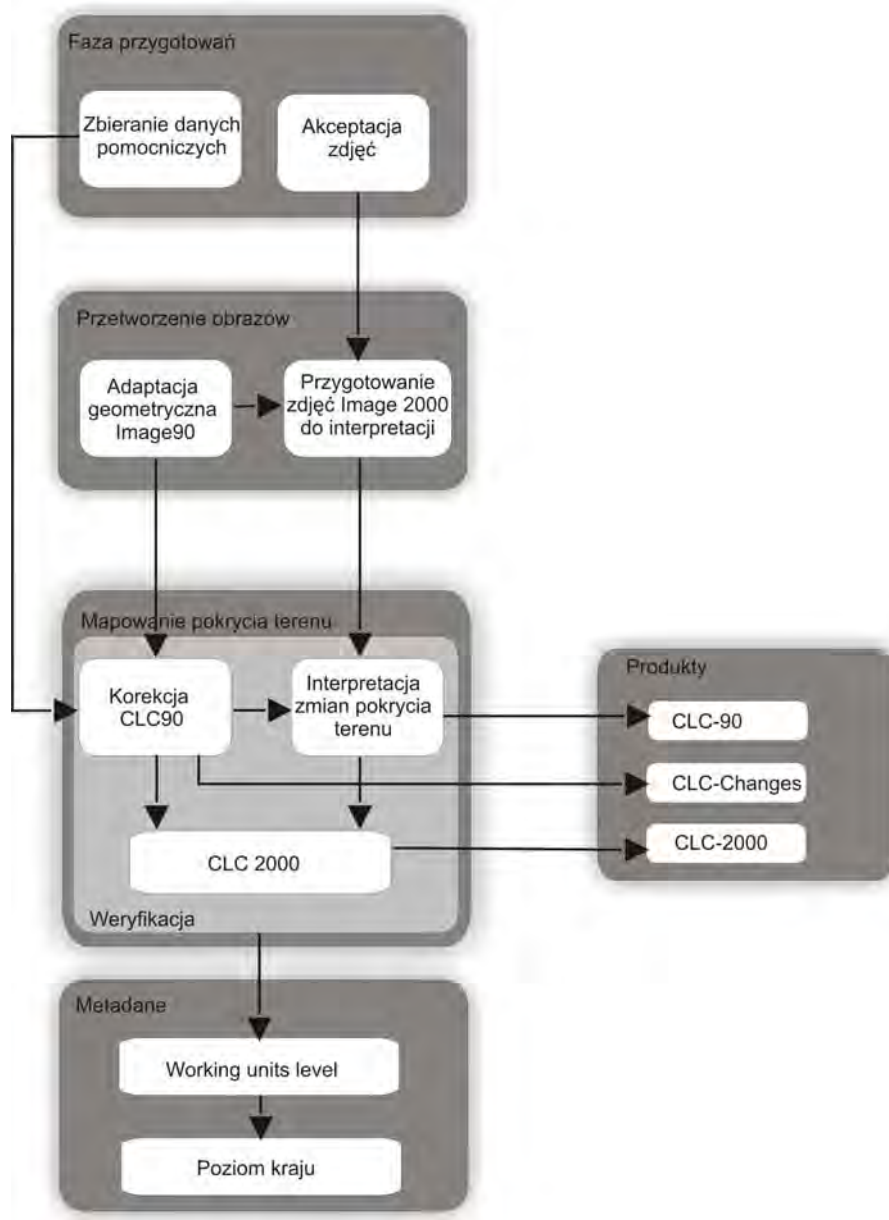 Faza przygotowań
Zbieranie danych
pomocniczych
Akceptacja
zdjęć
Przetworzenie obrazów
Adaptacja
geometryczna
Image90
Przygotowanie
zdjęć Image 2000
do interpretacji
Mapowanie pokrycia terenu
Korekcja
CLC90
Interpretacja
zmian pokrycia
terenu
CLC 2000
Weryfikacja
Produkty
CLC-90
CLC-Changes
CLC-2000
Metadane
Working units level
Poziom kraju